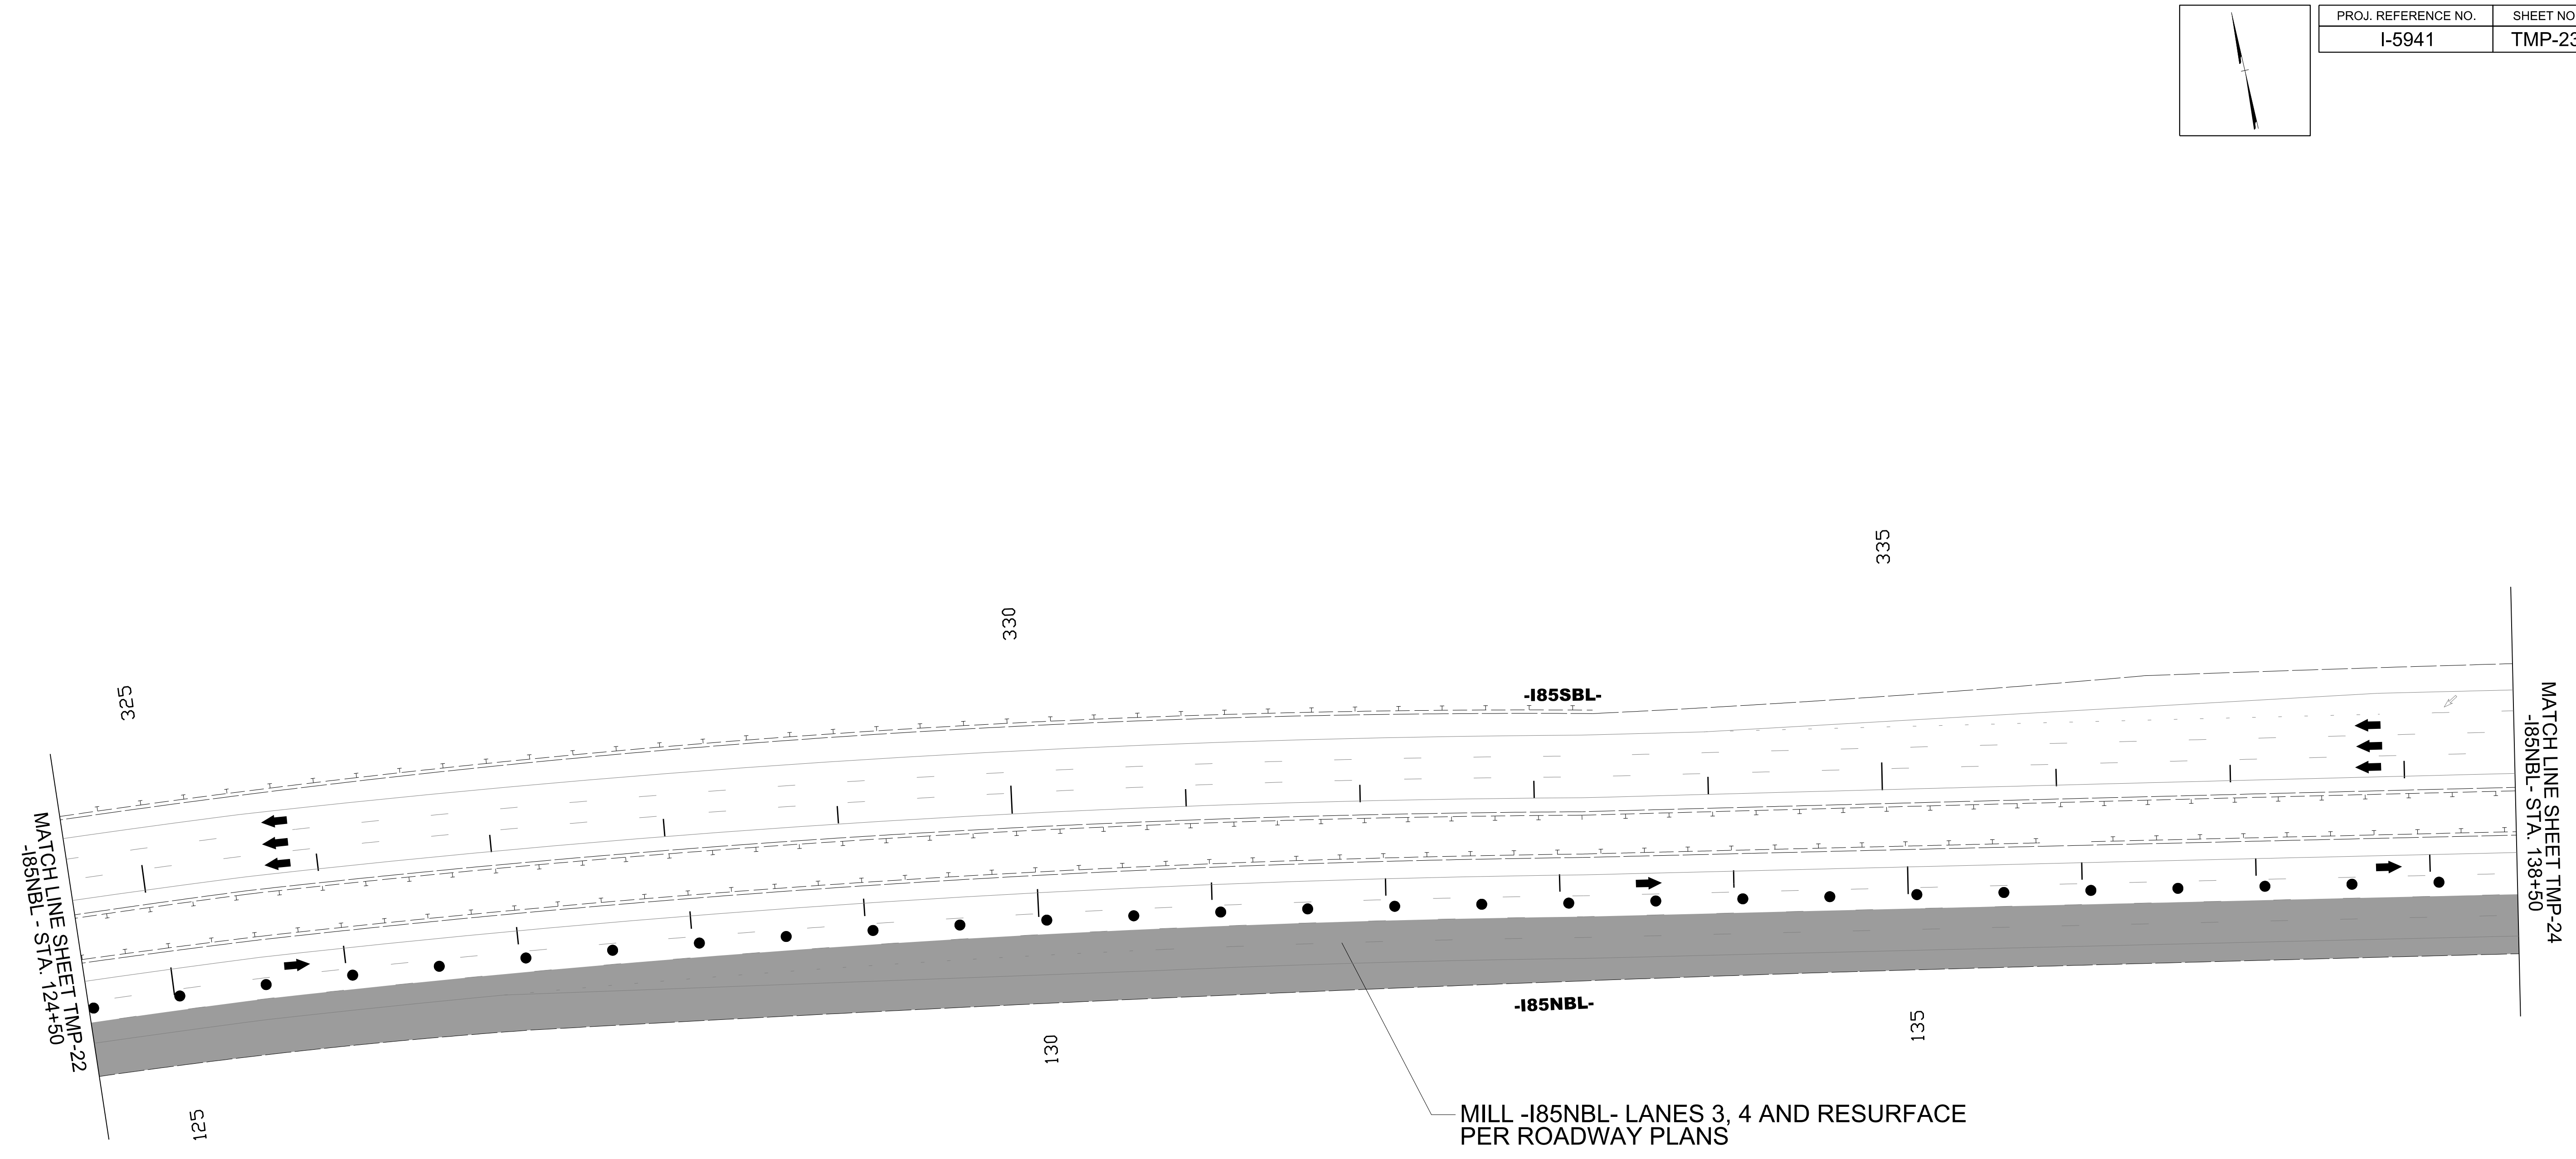 PROJ. REFERENCE NO.
SHEET NO
I-5941
TMP-23
335
330
325
-I85SBL-
MATCH LINE SHEET TMP-22
-I85NBL - STA. 124+50
MATCH LINE SHEET TMP-24
-I85NBL- STA. 138+50
-I85NBL-
125
130
135
MILL -I85NBL- LANES 3, 4 AND RESURFACE
PER ROADWAY PLANS